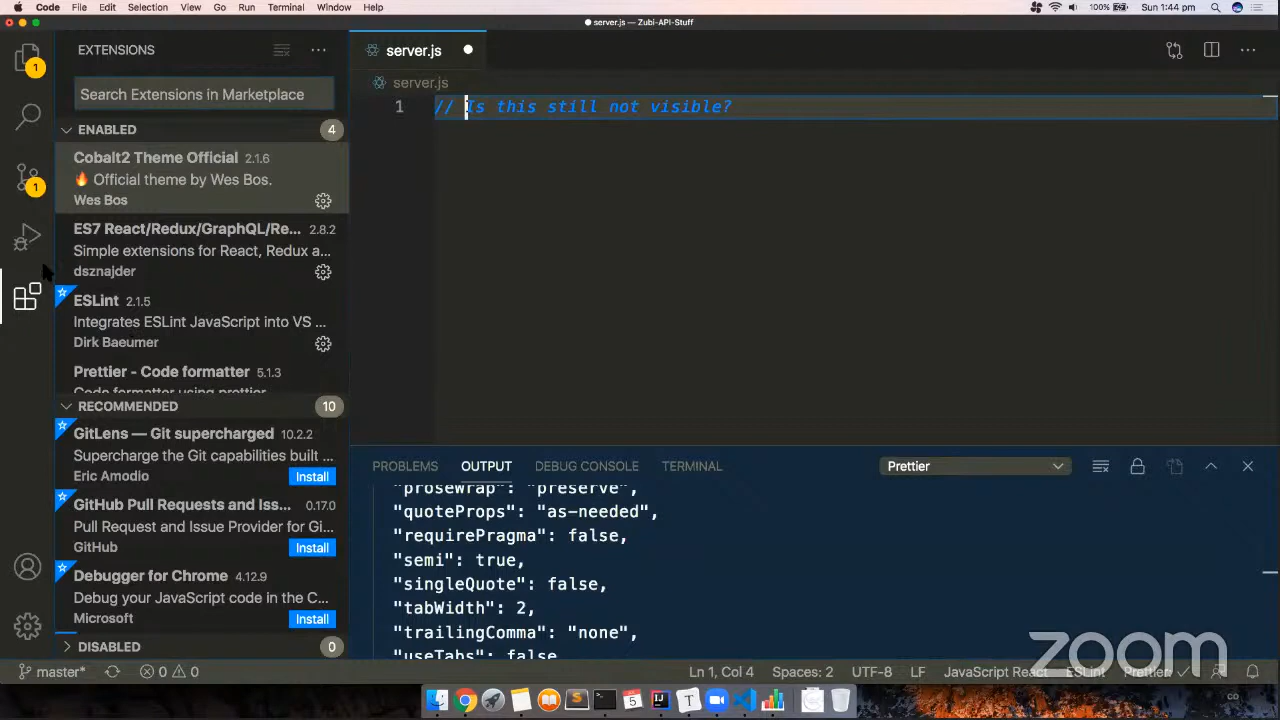 Code File Edit Selection View Go Run Terminal Window Help 100% Sun 1:44 pm
server.js — Zubi-API-Stuff
EXTENSIONS
1
Search Extensions in Marketplace
ENABLED 4
Cobalt2 Theme Official 2.1.6
🔥 Official theme by Wes Bos.
Wes Bos
1
ES7 React/Redux/GraphQL/Re... 2.8.2
Simple extensions for React, Redux a...
dsznajder
ESLint 2.1.5
Integrates ESLint JavaScript into VS ...
Dirk Baeumer
Prettier - Code formatter 5.1.3
Code formatter using prettier
RECOMMENDED 10
GitLens — Git supercharged 10.2.2
Supercharge the Git capabilities built ...
Eric Amodio Install
GitHub Pull Requests and Iss... 0.17.0
Pull Request and Issue Provider for Gi...
GitHub Install
Debugger for Chrome 4.12.9
Debug your JavaScript code in the C...
Microsoft Install
DISABLED 0
server.js
server.js
1 // Is this still not visible?
PROBLEMS OUTPUT DEBUG CONSOLE TERMINAL Prettier
"proseWrap": "preserve",
"quoteProps": "as-needed",
"requirePragma": false,
"semi": true,
"singleQuote": false,
"tabWidth": 2,
"trailingComma": "none",
"useTabs": false
zoom
master* 0 0 Ln 1, Col 4 Spaces: 2 UTF-8 LF JavaScript React ESLint Prettier